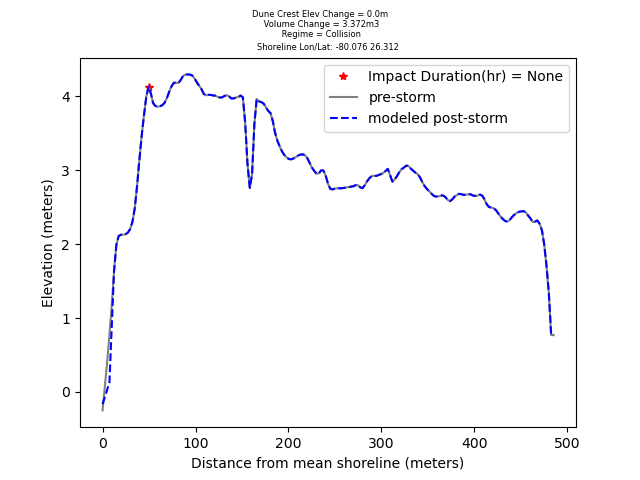 Dune Crest Elev Change = 0.0m
Volume Change = 3.372m3
Regime = Collision
Shoreline Lon/Lat: -80.076 26.312
Impact Duration(hr) = None
pre-storm
modeled post-storm
Elevation (meters)
4
3
2
1
0
0 100 200 300 400 500
Distance from mean shoreline (meters)